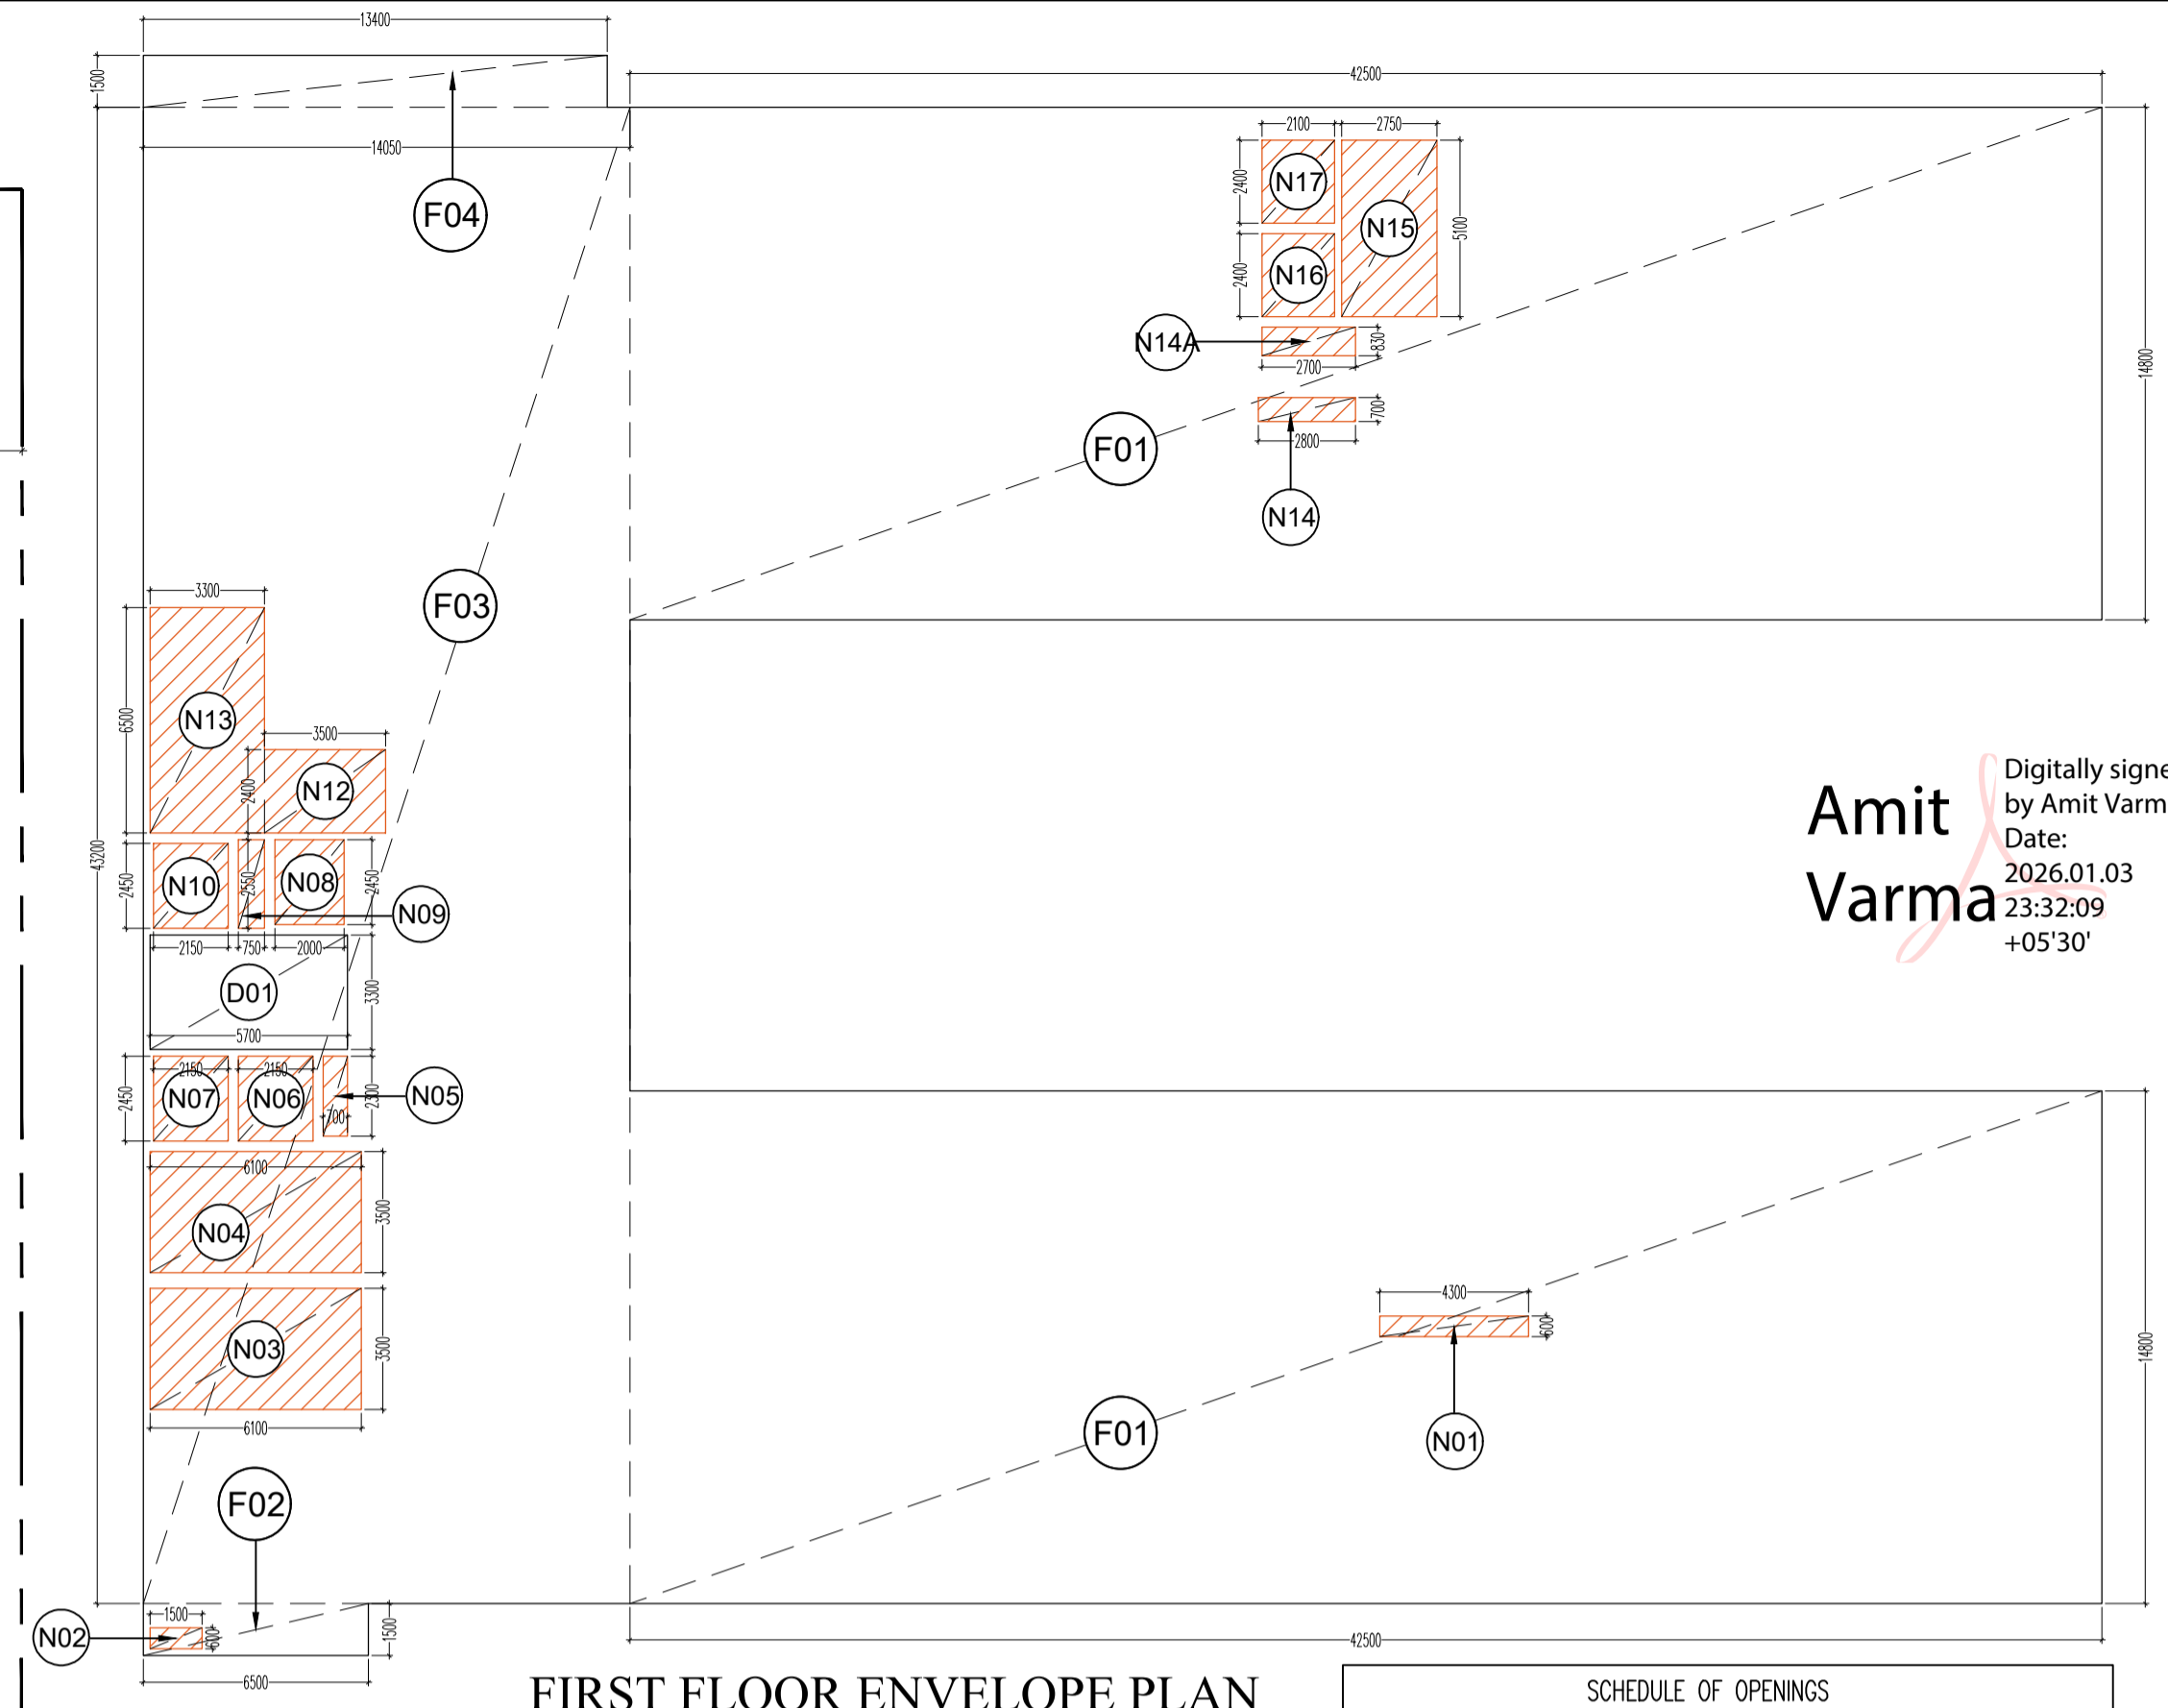 13400
1500
42500
14050
2100
2750
2400
N17
N15
5100
F04
2400
N16
N14A
830
2700
14800
700
2800
F01
N14
3300
F03
6500
N13
3500
2400
N12
43200
Amit
Varma
Digitally signe
by Amit Varm
Date:
2026.01.03
23:32:09
+05'30'
2450
N10
2550
N08
2450
N09
2150
750
2000
D01
3300
5700
2150
2150
2450
N07
N06
700
2300
N05
6100
3500
N04
4300
600
N03
3500
14800
6100
F01
N01
F02
1500
N02
600
1500
42500
6500
FIRST FLOOR ENVELOPE PLAN
SCHEDULE OF OPENINGS